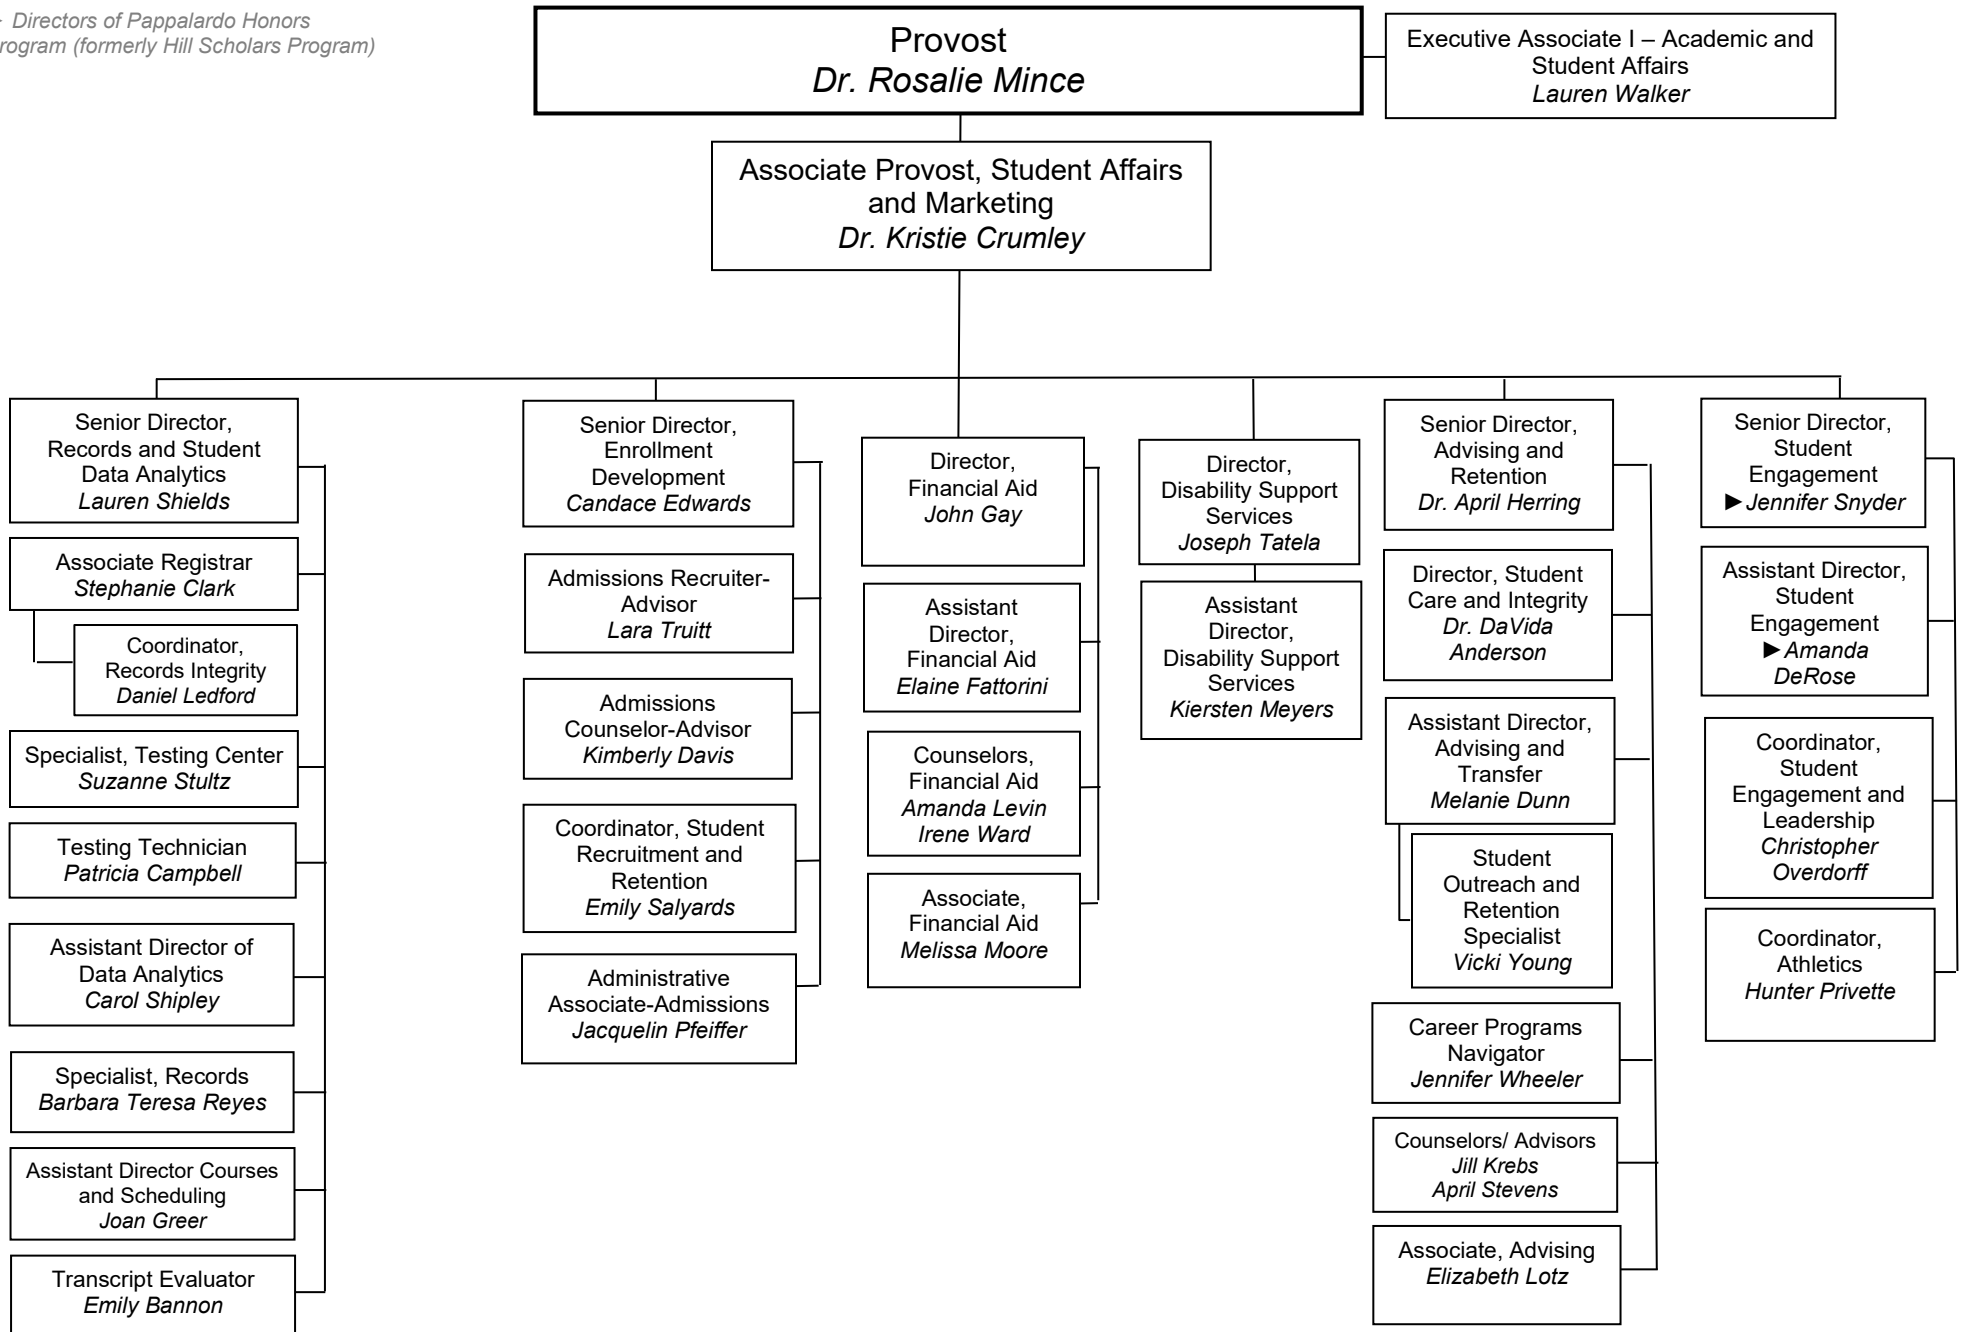 Directors of Pappalardo Honors
rogram (formerly Hill Scholars Program)
Provost
Dr. Rosalie Mince
Executive Associate I – Academic and
Student Affairs
Lauren Walker
Associate Provost, Student Affairs
and Marketing
Dr. Kristie Crumley
Senior Director,
Records and Student
Data Analytics
Lauren Shields
Associate Registrar
Stephanie Clark
Coordinator,
Records Integrity
Daniel Ledford
Specialist, Testing Center
Suzanne Stultz
Testing Technician
Patricia Campbell
Assistant Director of
Data Analytics
Carol Shipley
Specialist, Records
Barbara Teresa Reyes
Assistant Director Courses
and Scheduling
Joan Greer
Transcript Evaluator
Emily Bannon
Senior Director,
Enrollment
Development
Candace Edwards
Admissions Recruiter-
Advisor
Lara Truitt
Admissions
Counselor-Advisor
Kimberly Davis
Coordinator, Student
Recruitment and
Retention
Emily Salyards
Administrative
Associate-Admissions
Jacquelin Pfeiffer
Director,
Financial Aid
John Gay
Assistant
Director,
Financial Aid
Elaine Fattorini
Counselors,
Financial Aid
Amanda Levin
Irene Ward
Associate,
Financial Aid
Melissa Moore
Director,
Disability Support
Services
Joseph Tatela
Assistant
Director,
Disability Support
Services
Kiersten Meyers
Senior Director,
Advising and
Retention
Dr. April Herring
Director, Student
Care and Integrity
Dr. DaVida
Anderson
Assistant Director,
Advising and
Transfer
Melanie Dunn
Student
Outreach and
Retention
Specialist
Vicki Young
Career Programs
Navigator
Jennifer Wheeler
Counselors/ Advisors
Jill Krebs
April Stevens
Associate, Advising
Elizabeth Lotz
Senior Director,
Student
Engagement
►Jennifer Snyder
Assistant Director,
Student
Engagement
►Amanda
DeRose
Coordinator,
Student
Engagement and
Leadership
Christopher
Overdorff
Coordinator,
Athletics
Hunter Privette